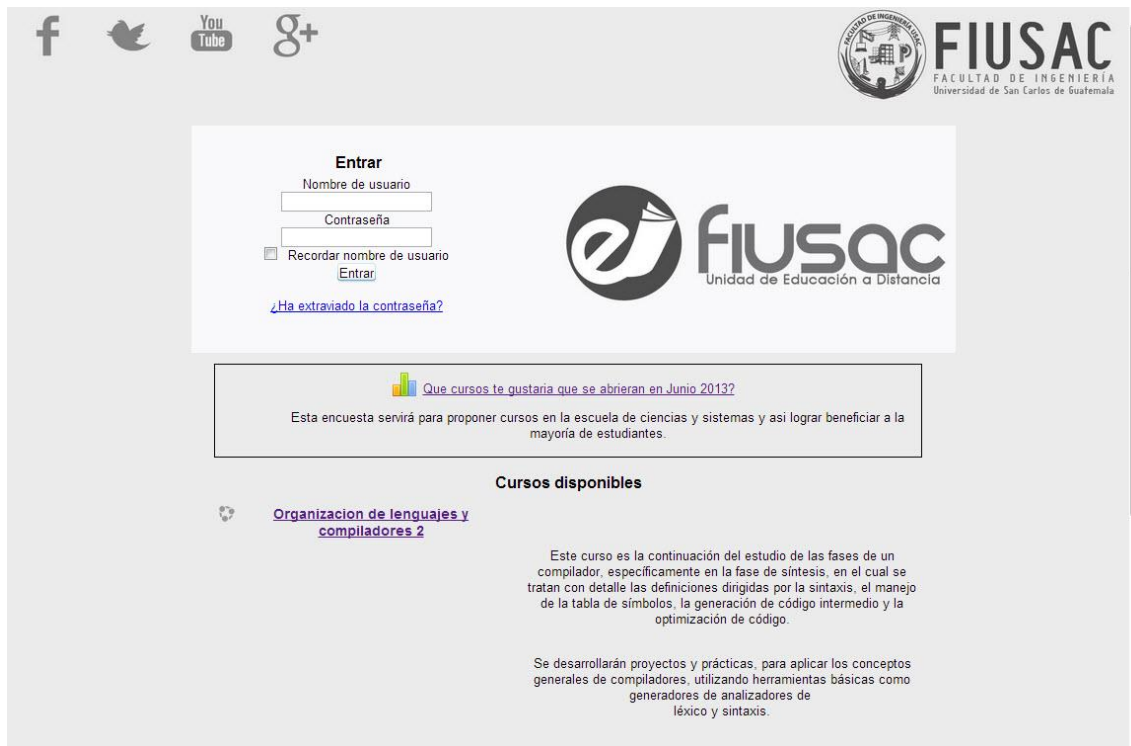 You
Tube
FIUSAC
FACULTAD DE INGENIERÍA
Universidad de San Carlos de Guatemala
FACULTAD DE INGENIERÍA USAC
Entrar
Nombre de usuario
Contraseña
Recordar nombre de usuario
Entrar
¿Ha extraviado la contraseña?
fiusac
Unidad de Educación a Distancia
Que cursos te gustaria que se abrieran en Junio 2013?
Esta encuesta servirá para proponer cursos en la escuela de ciencias y sistemas y asi lograr beneficiar a la
mayoría de estudiantes.
Cursos disponibles
Organizacion de lenguajes y
compiladores 2
Este curso es la continuación del estudio de las fases de un
compilador, específicamente en la fase de síntesis, en el cual se
tratan con detalle las definiciones dirigidas por la sintaxis, el manejo
de la tabla de símbolos, la generación de código intermedio y la
optimización de código.
Se desarrollarán proyectos y prácticas, para aplicar los conceptos
generales de compiladores, utilizando herramientas básicas como
generadores de analizadores de
léxico y sintaxis.